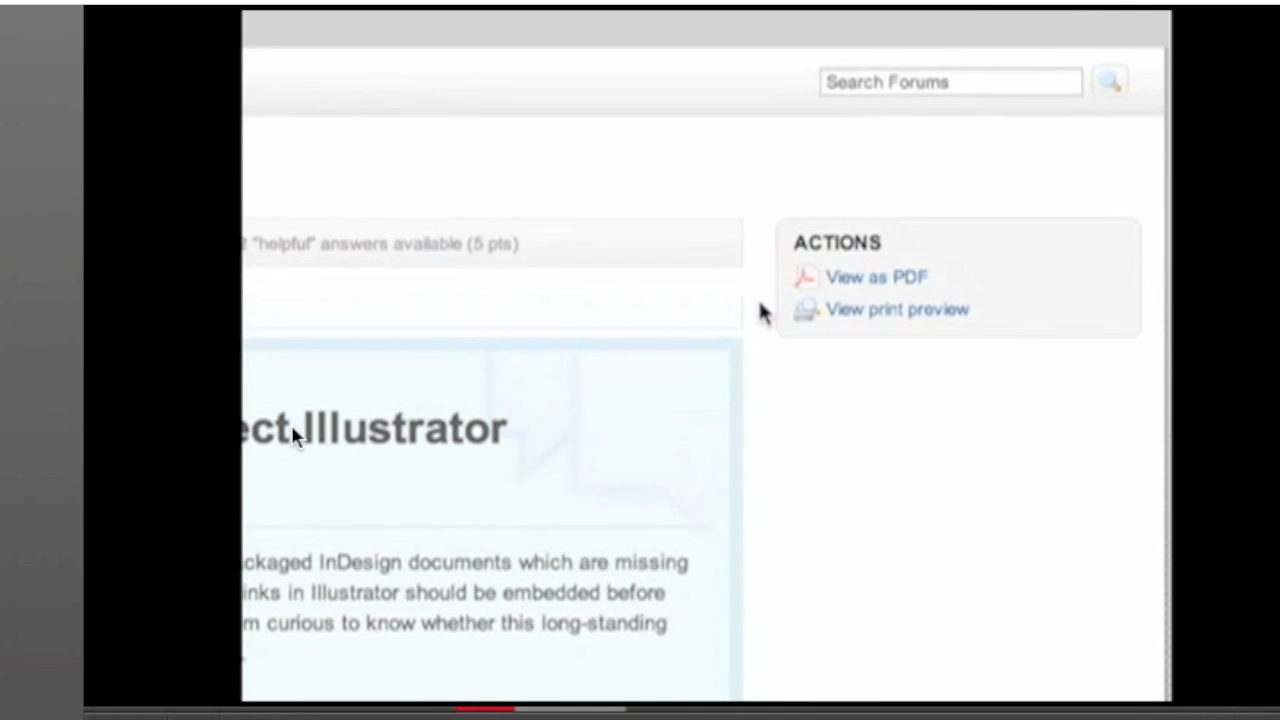 Search Forums
"helpful" answers available (5 pts)
ACTIONS
View as PDF
View print preview
ect Illustrator
ckaged InDesign documents which are missing
inks in Illustrator should be embedded before
m curious to know whether this long-standing